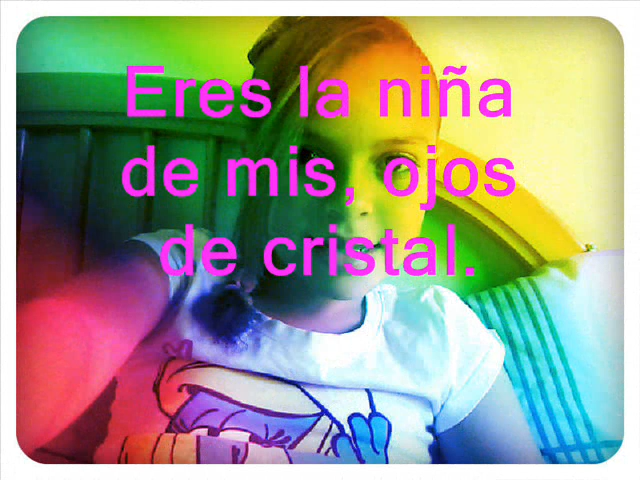 Eres la niña
de mis, ojos
de cristal.